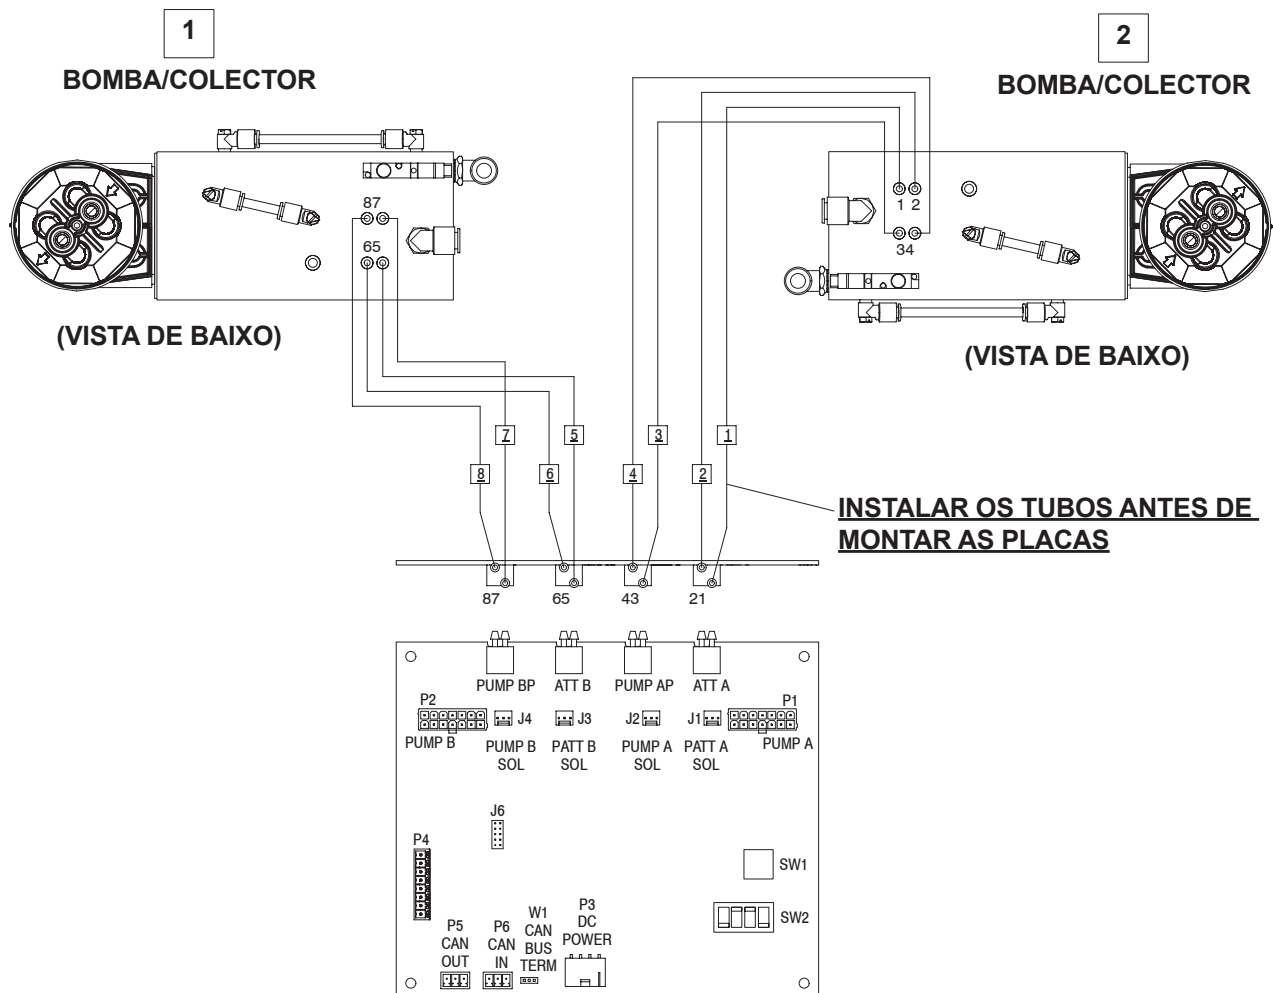 1
BOMBA/COLECTOR
2
BOMBA/COLECTOR
87
65
1 2
34
(VISTA DE BAIXO)
(VISTA DE BAIXO)
7
5
3
1
8
6
4
2
INSTALAR OS TUBOS ANTES DE
MONTAR AS PLACAS
87
65
43
21
PUMP BP
ATT B
PUMP AP
ATT A
P2
P1
J4
J3
J2
J1
PUMP B
PUMP B
SOL
PATT B
SOL
PUMP A
SOL
PATT A
SOL
PUMP A
J6
P4
SW1
SW2
P5
CAN
OUT
P6
CAN
IN
W1
CAN
BUS
TERM
P3
DC
POWER